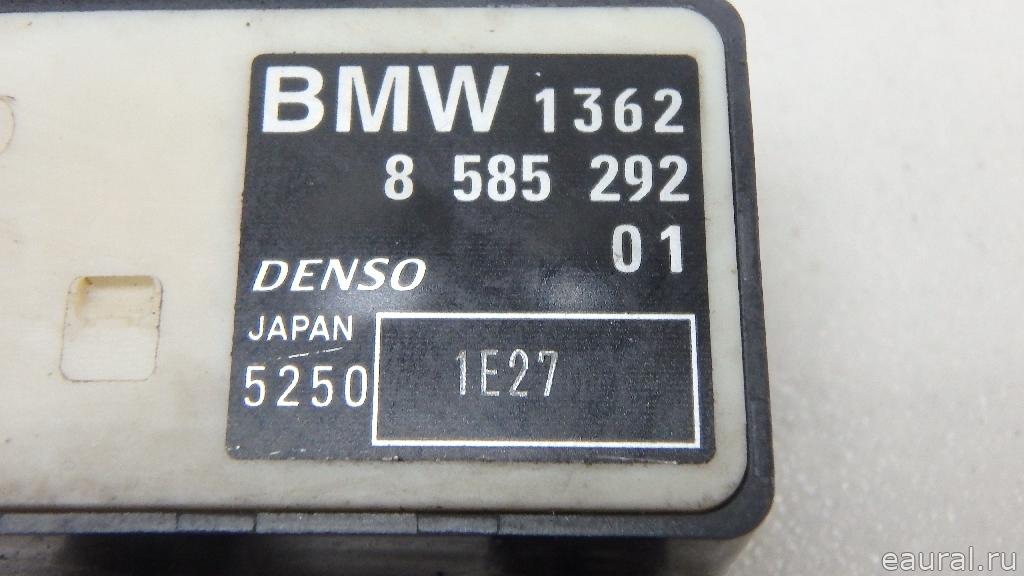 BMW 1362
8 585 292
01
DENSO
JAPAN
5250
1E27
eaural.ru